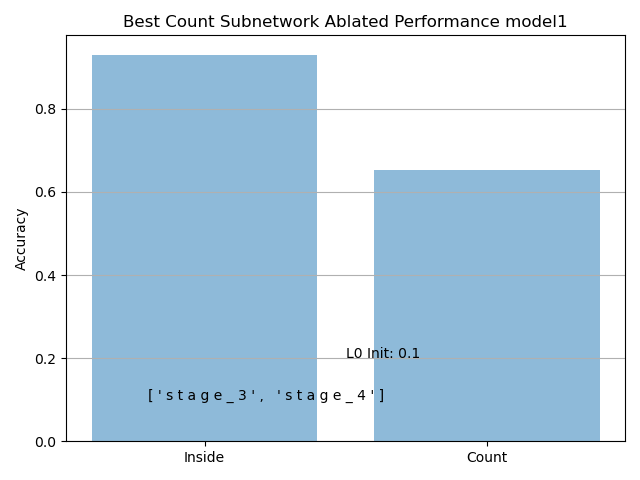 Best Count Subnetwork Ablated Performance model1
Accuracy
0.8
0.6
0.4
0.2
0.0
L0 Init: 0.1
['stage_3', 'stage_4']
Inside
Count